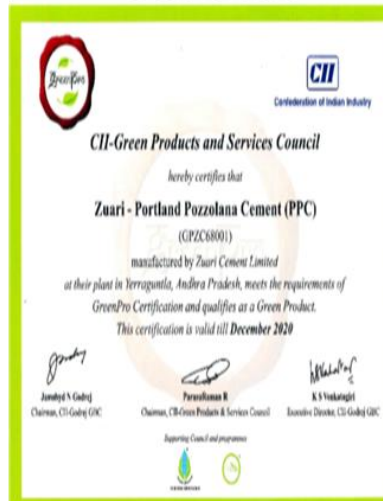 GreenPro
CII
Confederation of Indian Industry
CII-Green Products and Services Council
hereby certifies that
Zuari - Portland Pozzolana Cement (PPC)
(GPZC68001)
manufactured by Zuari Cement Limited
at their plant in Yerraguntla, Andhra Pradesh, meets the requirements of
GreenPro Certification and qualifies as a Green Product.
This certification is valid till December 2020
Jamshyd N Godrej
Chairman, CII-Godrej GBC
ParasuRaman R
Chairman, CII-Green Products & Services Council
K S Venkatagiri
Executive Director, CII-Godrej GBC
Supporting Council and programmes